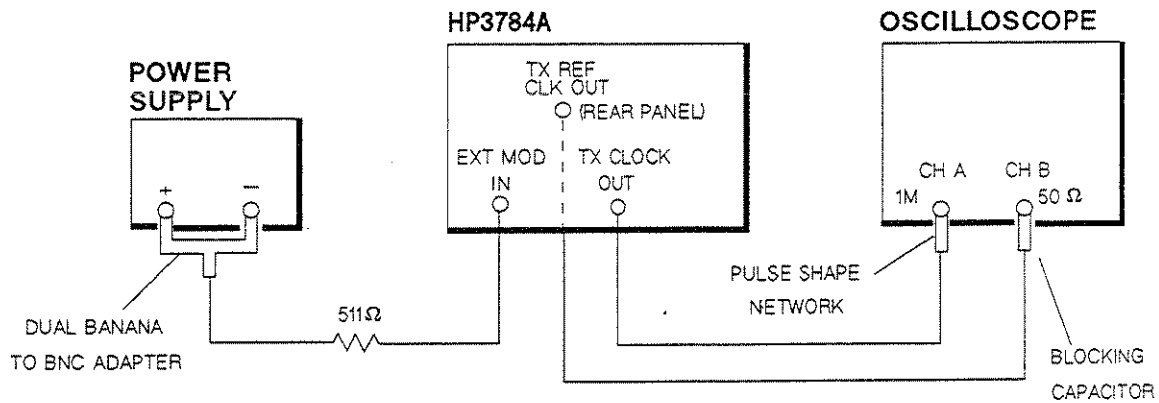 HP3784A
OSCILLOSCOPE
POWER
SUPPLY
TX REF
CLK OUT
(REAR PANEL)
EXT MOD
IN
TX CLOCK
OUT
+
−
CH A
CH B
1M
50 Ω
PULSE SHAPE
NETWORK
511Ω
DUAL BANANA
TO BNC ADAPTER
BLOCKING
CAPACITOR